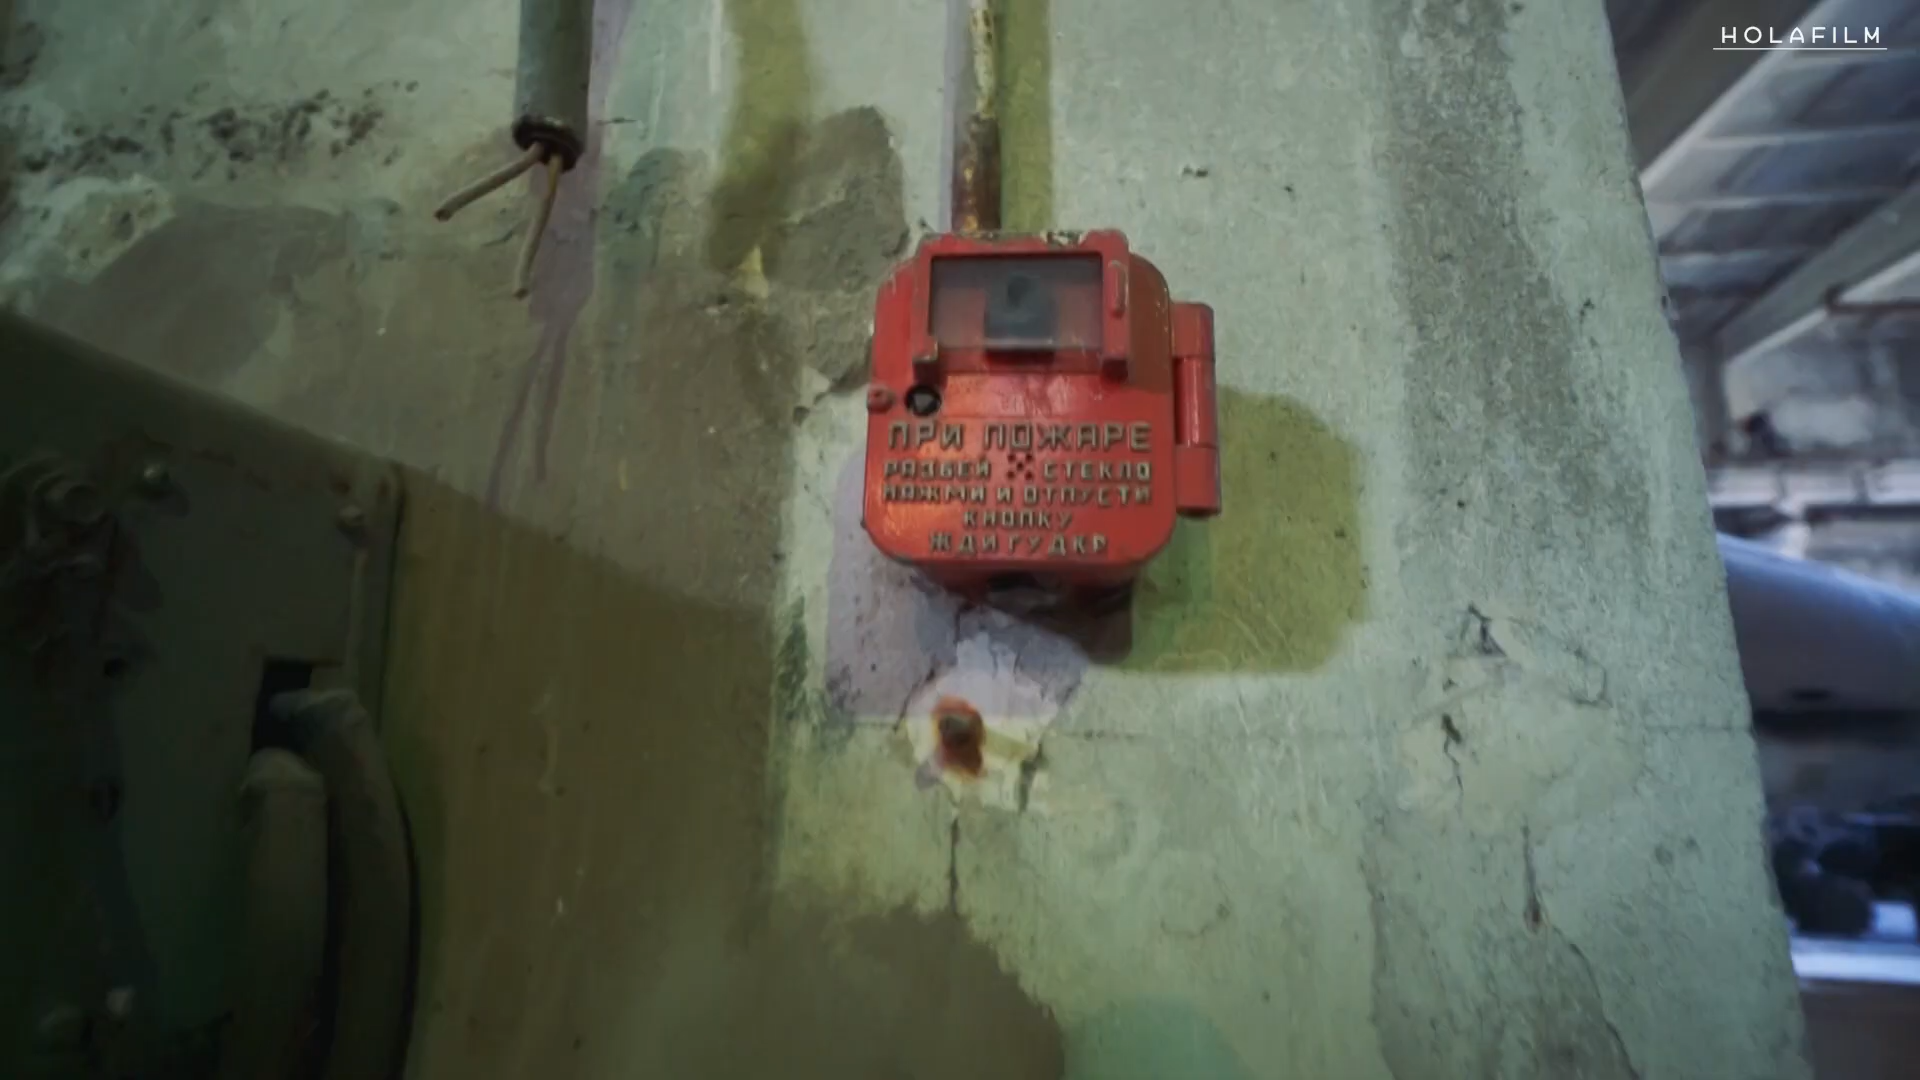 HOLAFILM
ПРИ ПОЖАРЕ
РАЗБЕЙ СТЕКЛО
НАЖМИ И ОТПУСТИ
КНОПКУ
ЖДИ ГУДКА